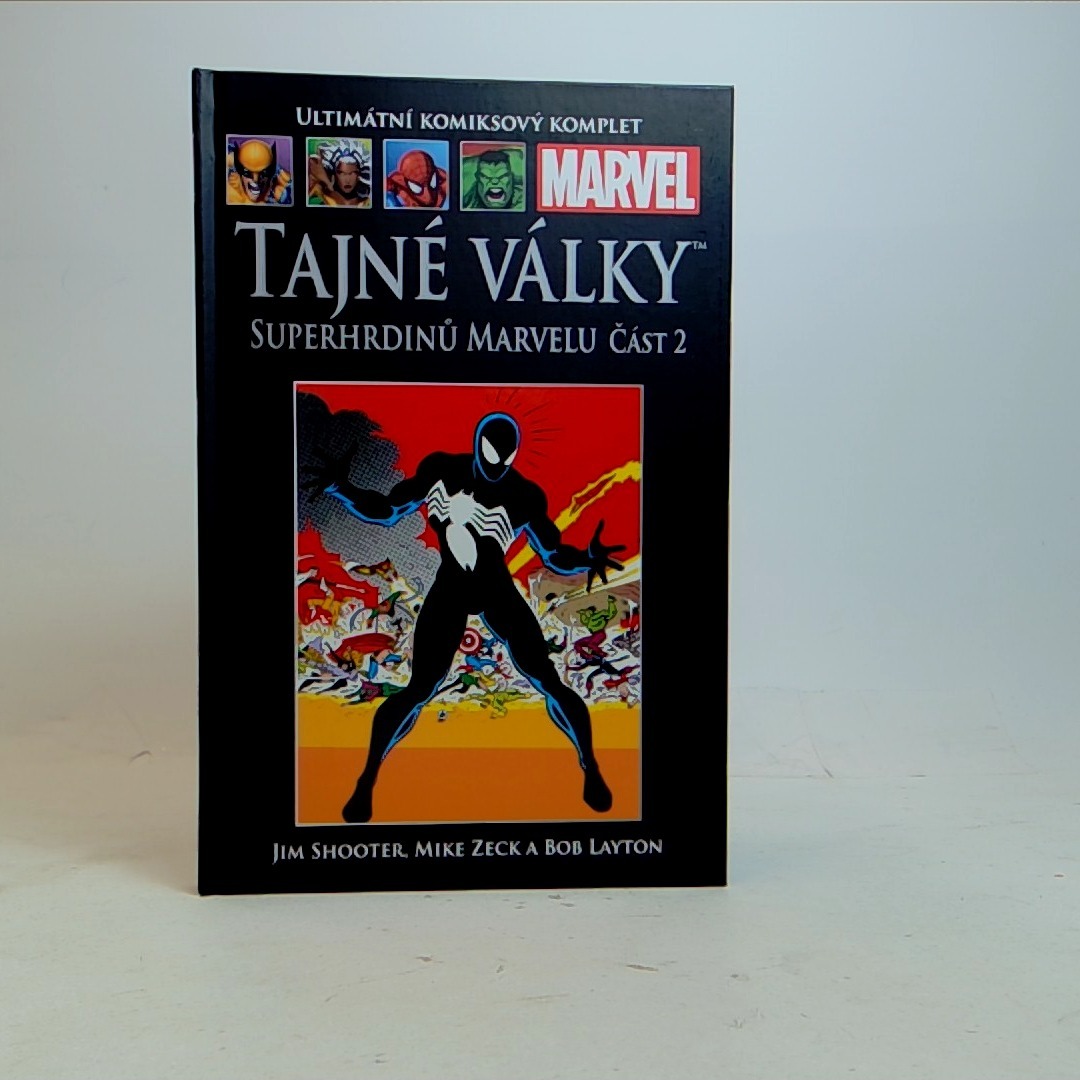 ULTIMÁTNÍ KOMIKSOVÝ KOMPLET
MARVEL
TAJNÉ VÁLKY™
SUPERHRDINŮ MARVELU ČÁST 2
JIM SHOOTER, MIKE ZECK A BOB LAYTON